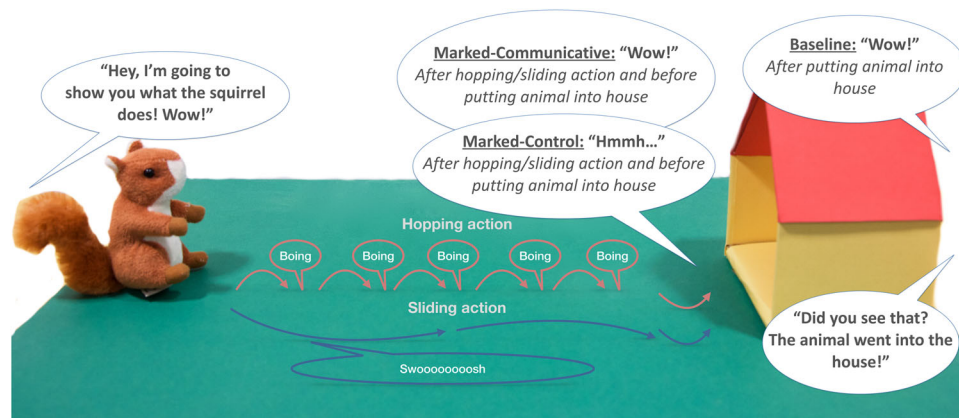 “Hey, I’m going to
show you what the squirrel
does! Wow!”
Marked-Communicative: “Wow!”
After hopping/sliding action and before
putting animal into house
Baseline: “Wow!”
After putting animal into
house
Marked-Control: “Hmmh…”
After hopping/sliding action and before
putting animal into house
Hopping action
Boing
Boing
Boing
Boing
Boing
Sliding action
Swoooooooosh
“Did you see that?
The animal went into the
house!”